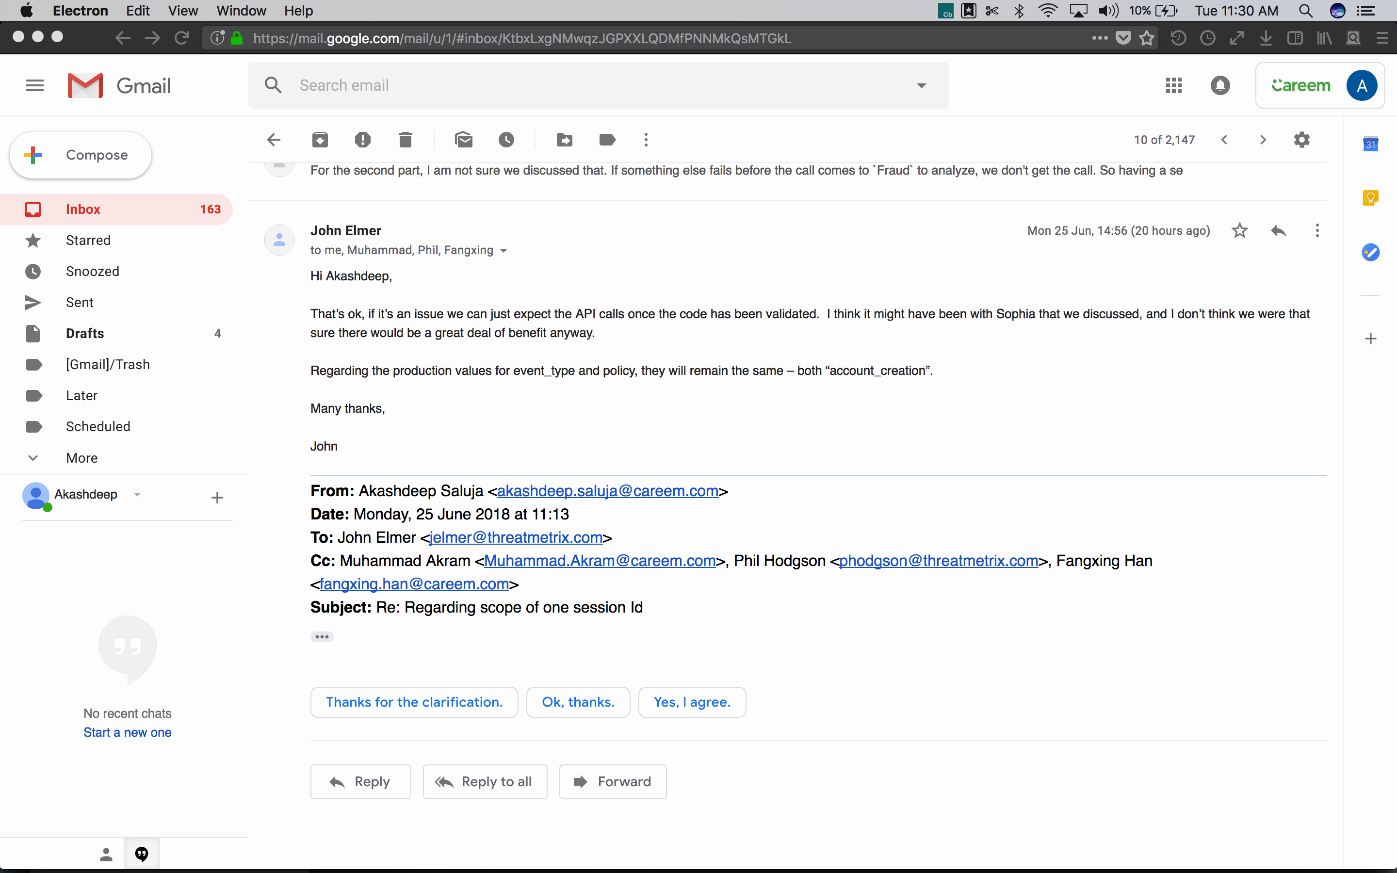 Electron Edit View Window Help
10% Tue 11:30 AM
https://mail.google.com/mail/u/1/#inbox/KtbxLxgNMwqzJGPXXLQDMfPNNMkQsMTGkL
Gmail
Search email
Careem A
Compose
10 of 2,147
31
For the second part, I am not sure we discussed that. If something else fails before the call comes to `Fraud` to analyze, we don't get the call. So having a se
Inbox 163
Starred
Snoozed
Sent
Drafts 4
[Gmail]/Trash
Later
Scheduled
More
Akashdeep
No recent chats
Start a new one
John Elmer
Mon 25 Jun, 14:56 (20 hours ago)
to me, Muhammad, Phil, Fangxing
Hi Akashdeep,
That's ok, if it's an issue we can just expect the API calls once the code has been validated.  I think it might have been with Sophia that we discussed, and I don't think we were that
sure there would be a great deal of benefit anyway.
Regarding the production values for event_type and policy, they will remain the same – both “account_creation”.
Many thanks,
John
From: Akashdeep Saluja <akashdeep.saluja@careem.com>
Date: Monday, 25 June 2018 at 11:13
To: John Elmer <jelmer@threatmetrix.com>
Cc: Muhammad Akram <Muhammad.Akram@careem.com>, Phil Hodgson <phodgson@threatmetrix.com>, Fangxing Han
<fangxing.han@careem.com>
Subject: Re: Regarding scope of one session Id
Thanks for the clarification. Ok, thanks. Yes, I agree.
Reply Reply to all Forward